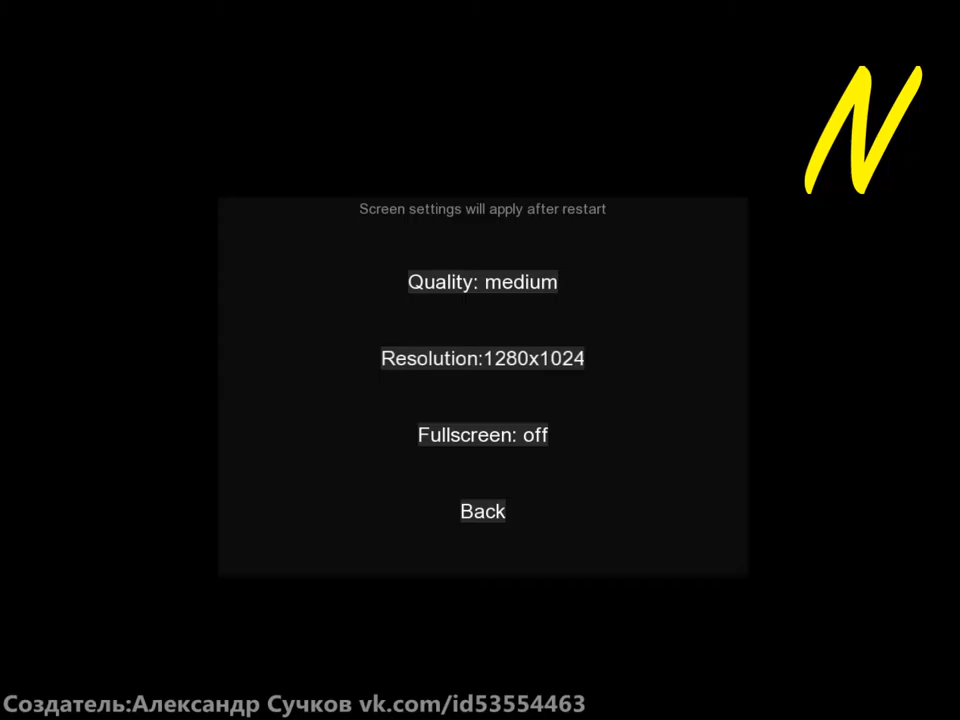 N
Screen settings will apply after restart
Quality: medium
Resolution:1280x1024
Fullscreen: off
Back
Создатель:Александр Сучков vk.com/id53554463